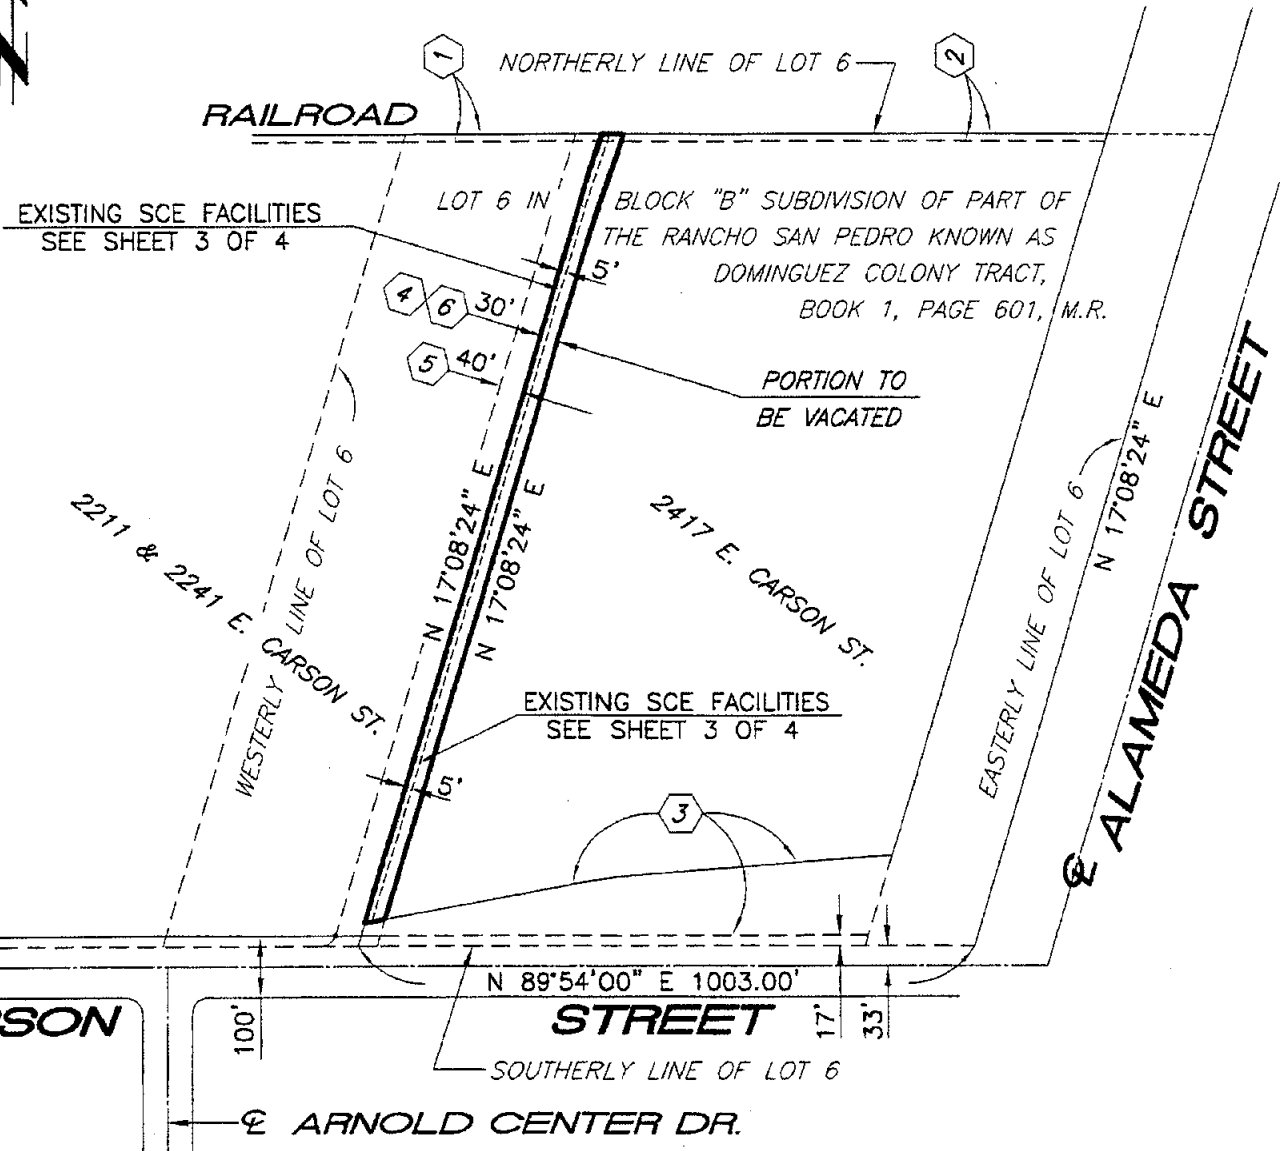 N
1
NORTHERLY LINE OF LOT 6
2
RAILROAD
LOT 6 IN
BLOCK "B" SUBDIVISION OF PART OF
THE RANCHO SAN PEDRO KNOWN AS
DOMINGUEZ COLONY TRACT,
BOOK 1, PAGE 601, M.R.
EXISTING SCE FACILITIES
SEE SHEET 3 OF 4
5'
4
6
30'
5
40'
PORTION TO
BE VACATED
2211 & 2241 E. CARSON ST.
WESTERLY LINE OF LOT 6
N 17°08'24" E
N 17°08'24" E
2417 E. CARSON ST.
EASTERLY LINE OF LOT 6
N 17°08'24" E
℄ ALAMEDA STREET
EXISTING SCE FACILITIES
SEE SHEET 3 OF 4
5'
3
N 89°54'00" E 1003.00'
100'
17'
33'
RSON
STREET
SOUTHERLY LINE OF LOT 6
℄ ARNOLD CENTER DR.